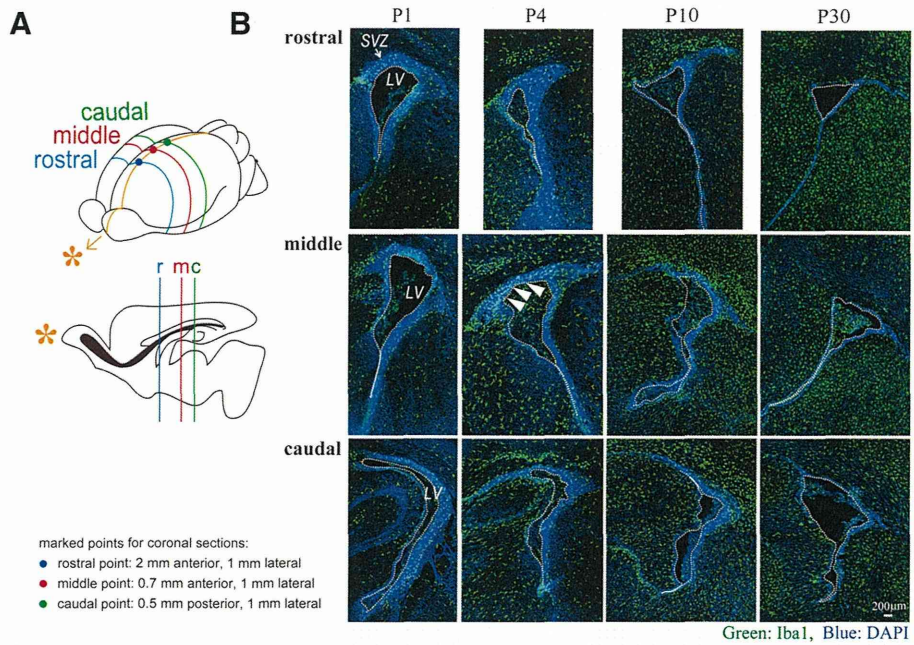 A
B
P1
P4
P10
P30
rostral
SVZ
LV
caudal
middle
rostral
*
r m c
*
middle
LV
caudal
LV
marked points for coronal sections:
rostral point: 2 mm anterior, 1 mm lateral
middle point: 0.7 mm anterior, 1 mm lateral
caudal point: 0.5 mm posterior, 1 mm lateral
200μm
Green: Iba1, Blue: DAPI